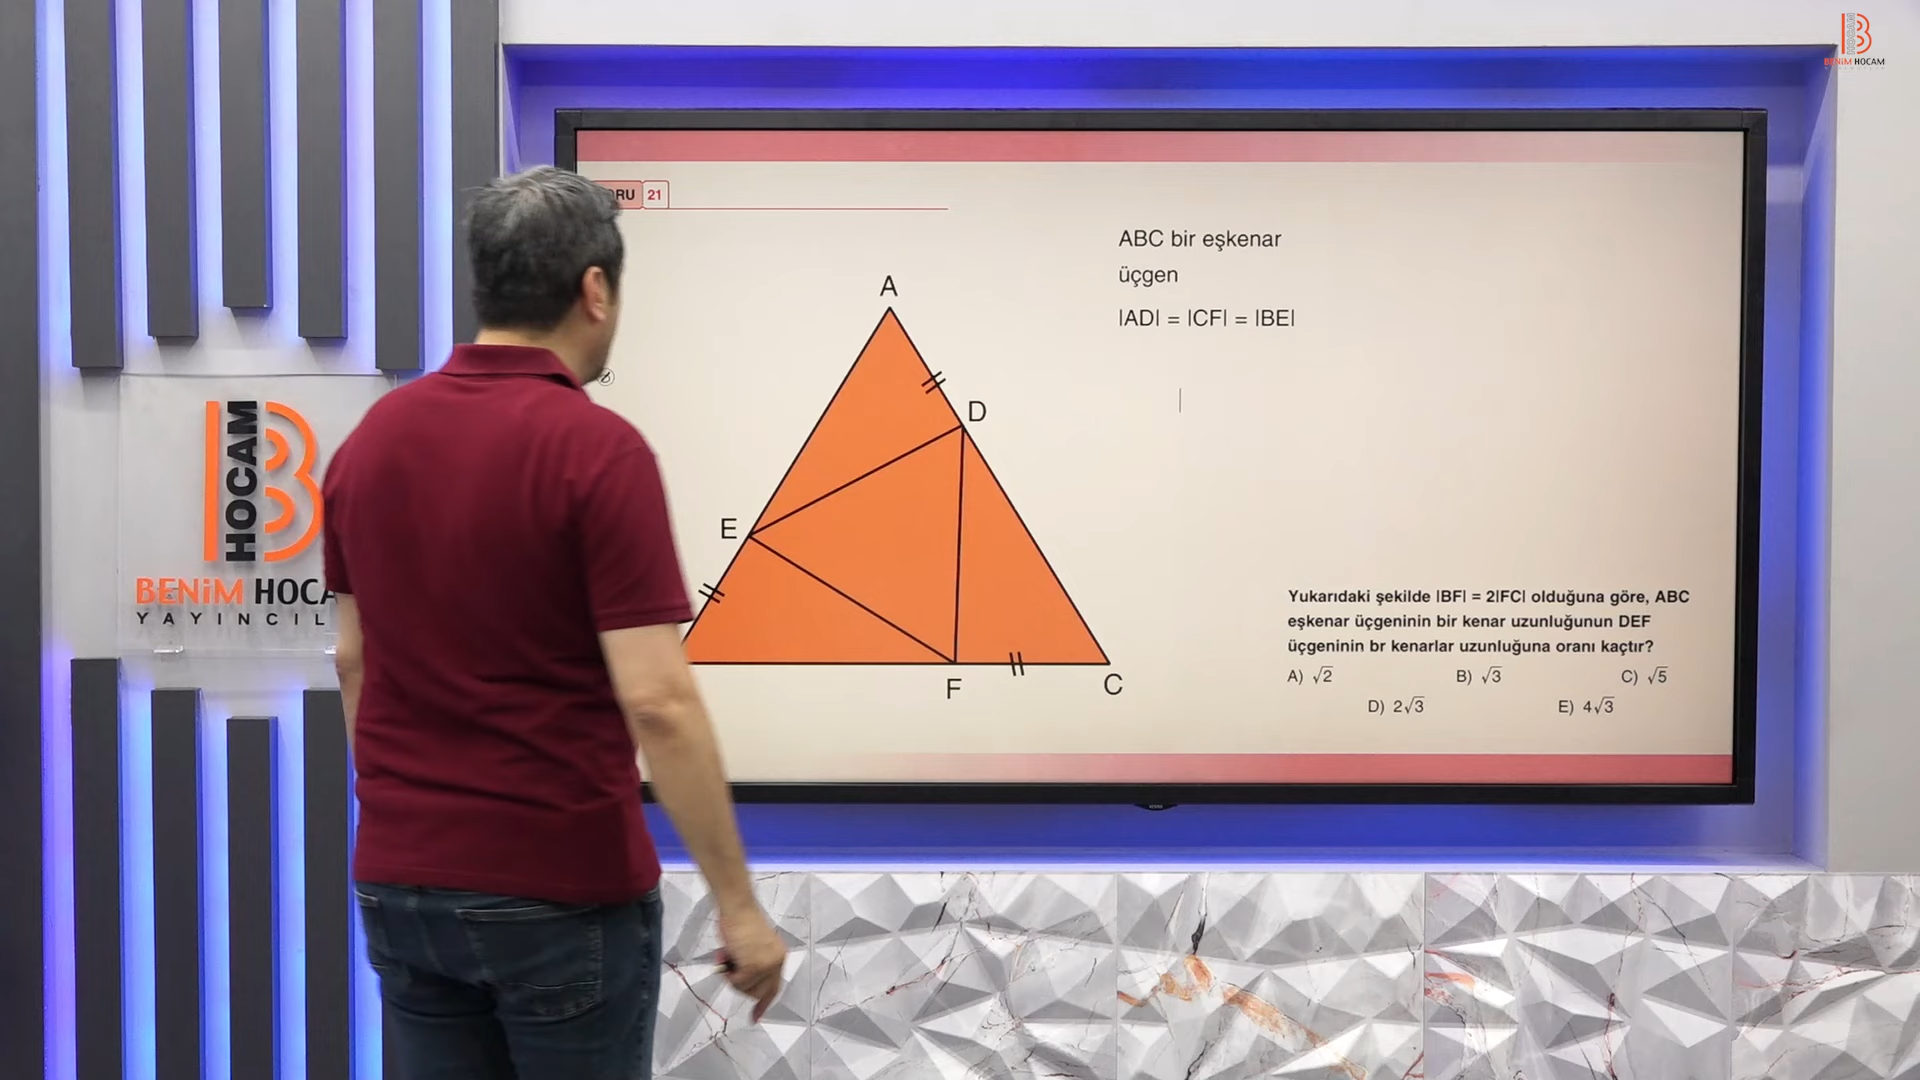 BENiM HOCAM
RU 21
ABC bir eşkenar
üçgen
|AD| = |CF| = |BE|
A
D
E
F
C
Yukarıdaki şekilde |BF| = 2|FC| olduğuna göre, ABC
eşkenar üçgeninin bir kenar uzunluğunun DEF
üçgeninin br kenarlar uzunluğuna oranı kaçtır?
A) √2 B) √3 C) √5
D) 2√3 E) 4√3
HOCAM
BENiM HOCA
YAYINCIL